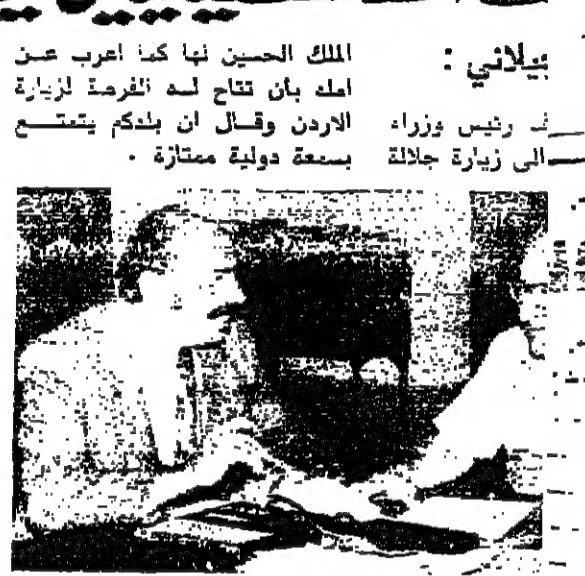 بيلاني :
رئيس وزراء
الى زيارة جلالة
الملك الحسين لها كما اعرب عن
امله بأن تتاح له الفرصة لزيارة
الاردن وقال ان بلدكم يتمتع
بسمعة دولية ممتازة .